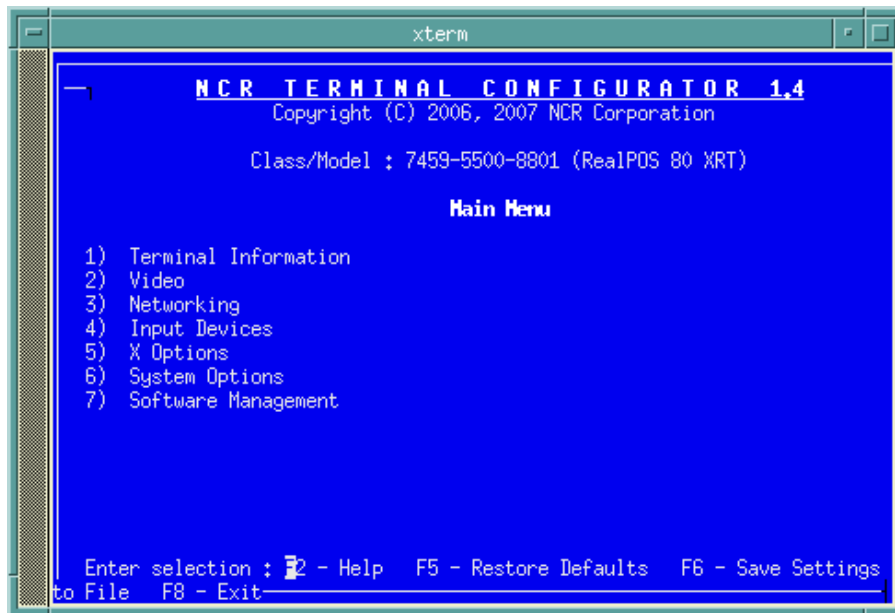 xterm
NCR TERMINAL CONFIGURATOR 1.4
Copyright (C) 2006, 2007 NCR Corporation
Class/Model : 7459-5500-8801 (RealPOS 80 XRT)
Main Menu
1) Terminal Information
2) Video
3) Networking
4) Input Devices
5) X Options
6) System Options
7) Software Management
Enter selection : F2 - Help F5 - Restore Defaults F6 - Save Settings
to File F8 - Exit